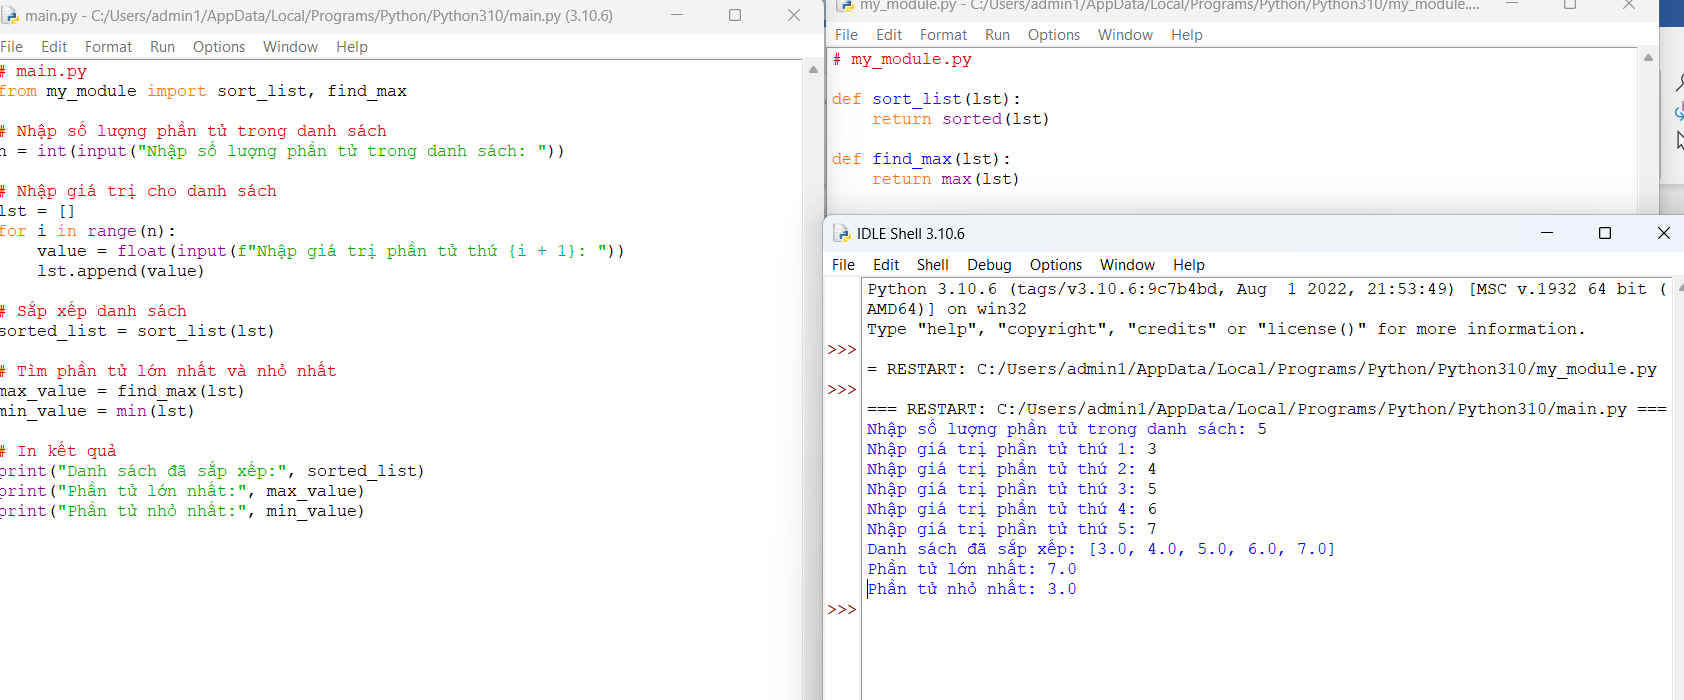 main.py - C:/Users/admin1/AppData/Local/Programs/Python/Python310/main.py (3.10.6)
File Edit Format Run Options Window Help
# main.py
from my_module import sort_list, find_max
# Nhập số lượng phần tử trong danh sách
n = int(input("Nhập số lượng phần tử trong danh sách: "))
# Nhập giá trị cho danh sách
lst = []
for i in range(n):
    value = float(input(f"Nhập giá trị phần tử thứ {i + 1}: "))
    lst.append(value)
# Sắp xếp danh sách
sorted_list = sort_list(lst)
# Tìm phần tử lớn nhất và nhỏ nhất
max_value = find_max(lst)
min_value = min(lst)
# In kết quả
print("Danh sách đã sắp xếp:", sorted_list)
print("Phần tử lớn nhất:", max_value)
print("Phần tử nhỏ nhất:", min_value)
my_module.py - C:/Users/admin1/AppData/Local/Programs/Python/Python310/my_module....
File Edit Format Run Options Window Help
# my_module.py
def sort_list(lst):
    return sorted(lst)
def find_max(lst):
    return max(lst)
IDLE Shell 3.10.6
File Edit Shell Debug Options Window Help
Python 3.10.6 (tags/v3.10.6:9c7b4bd, Aug  1 2022, 21:53:49) [MSC v.1932 64 bit (
AMD64)] on win32
Type "help", "copyright", "credits" or "license()" for more information.
>>>
= RESTART: C:/Users/admin1/AppData/Local/Programs/Python/Python310/my_module.py
>>>
=== RESTART: C:/Users/admin1/AppData/Local/Programs/Python/Python310/main.py ===
Nhập số lượng phần tử trong danh sách: 5
Nhập giá trị phần tử thứ 1: 3
Nhập giá trị phần tử thứ 2: 4
Nhập giá trị phần tử thứ 3: 5
Nhập giá trị phần tử thứ 4: 6
Nhập giá trị phần tử thứ 5: 7
Danh sách đã sắp xếp: [3.0, 4.0, 5.0, 6.0, 7.0]
Phần tử lớn nhất: 7.0
Phần tử nhỏ nhất: 3.0
>>>